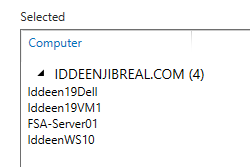 Selected
Computer
IDDEENJIBREAL.COM (4)
Iddeen19Dell
Iddeen19VM1
FSA-Server01
IddeenWS10